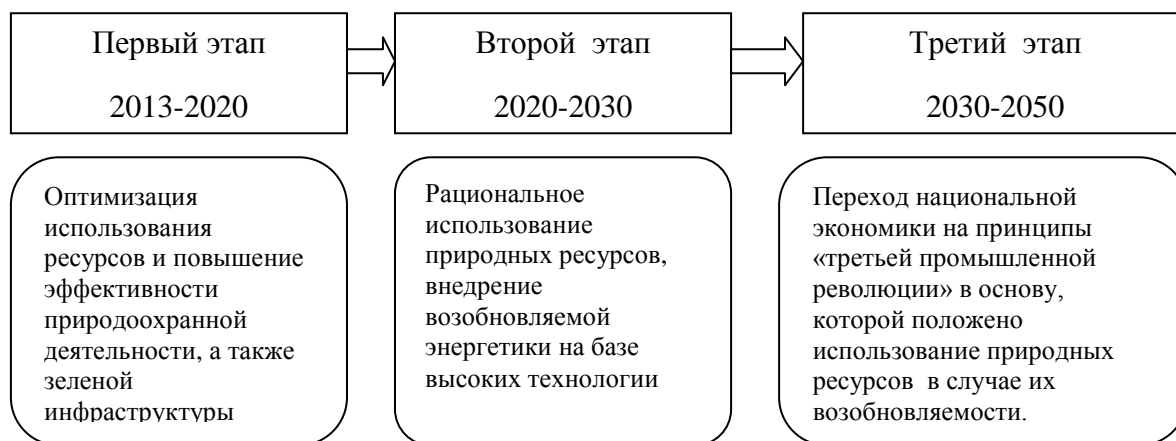 Первый этап
2013-2020
Второй этап
2020-2030
Третий этап
2030-2050
Оптимизация
использования
ресурсов и повышение
эффективности
природоохранной
деятельности, а также
зеленой
инфраструктуры
Рациональное
использование
природных ресурсов,
внедрение
возобновляемой
энергетики на базе
высоких технологии
Переход национальной
экономики на принципы
«третьей промышленной
революции» в основу,
которой положено
использование природных
ресурсов в случае их
возобновляемости.